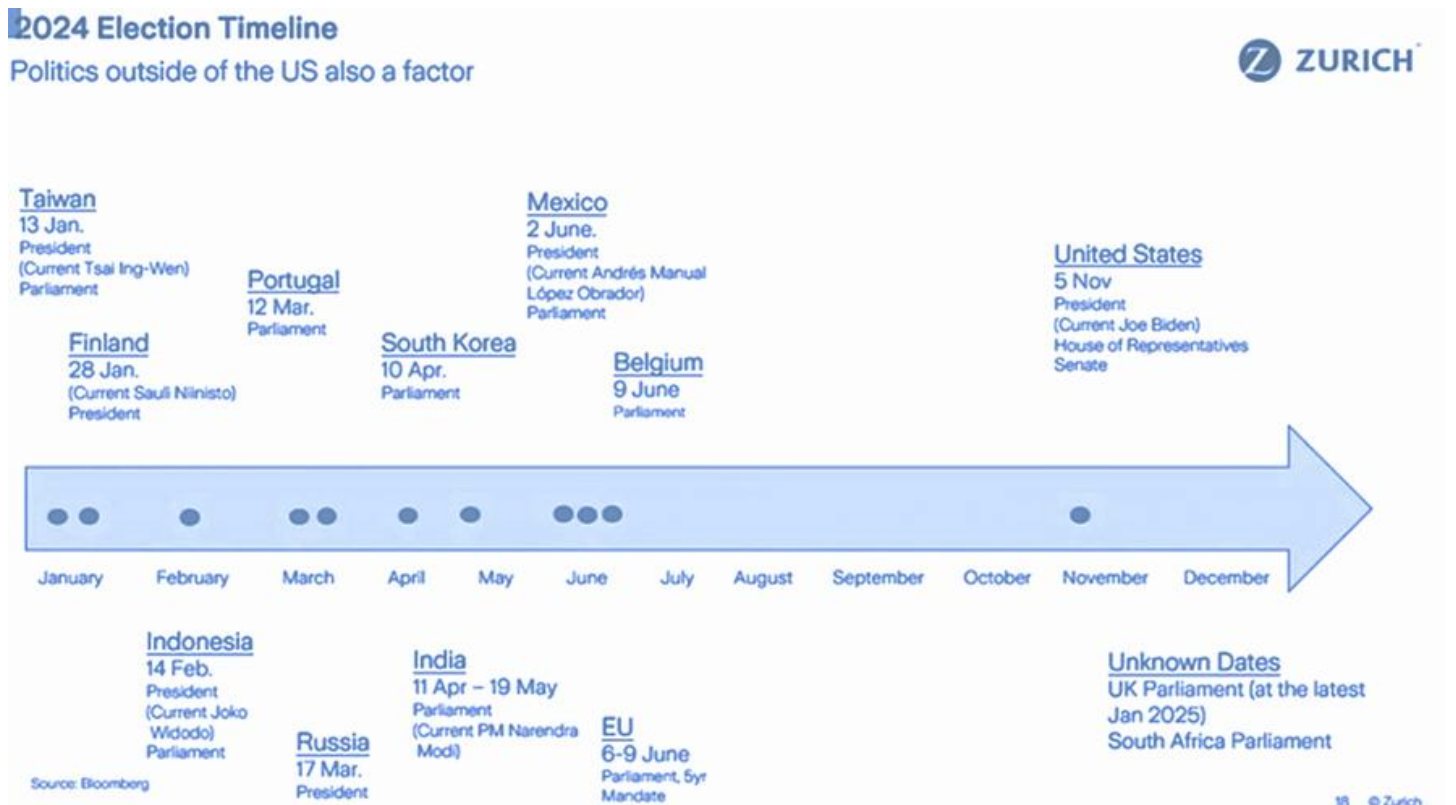 2024 Election Timeline
Politics outside of the US also a factor
ZURICH
Taiwan
13 Jan.
President
(Current Tsai Ing-Wen)
Parliament
Finland
28 Jan.
(Current Sauli Niinisto)
President
Portugal
12 Mar.
Parliament
South Korea
10 Apr.
Parliament
Mexico
2 June.
President
(Current Andrés Manual
López Obrador)
Parliament
Belgium
9 June
Parliament
United States
5 Nov
President
(Current Joe Biden)
House of Representatives
Senate
January February March April May June July August September October November December
Indonesia
14 Feb.
President
(Current Joko
Widodo)
Parliament
Russia
17 Mar.
President
India
11 Apr – 19 May
Parliament
(Current PM Narendra
Modi)
EU
6-9 June
Parliament, 5yr
Mandate
Unknown Dates
UK Parliament (at the latest
Jan 2025)
South Africa Parliament
Source: Bloomberg
18 © Zurich